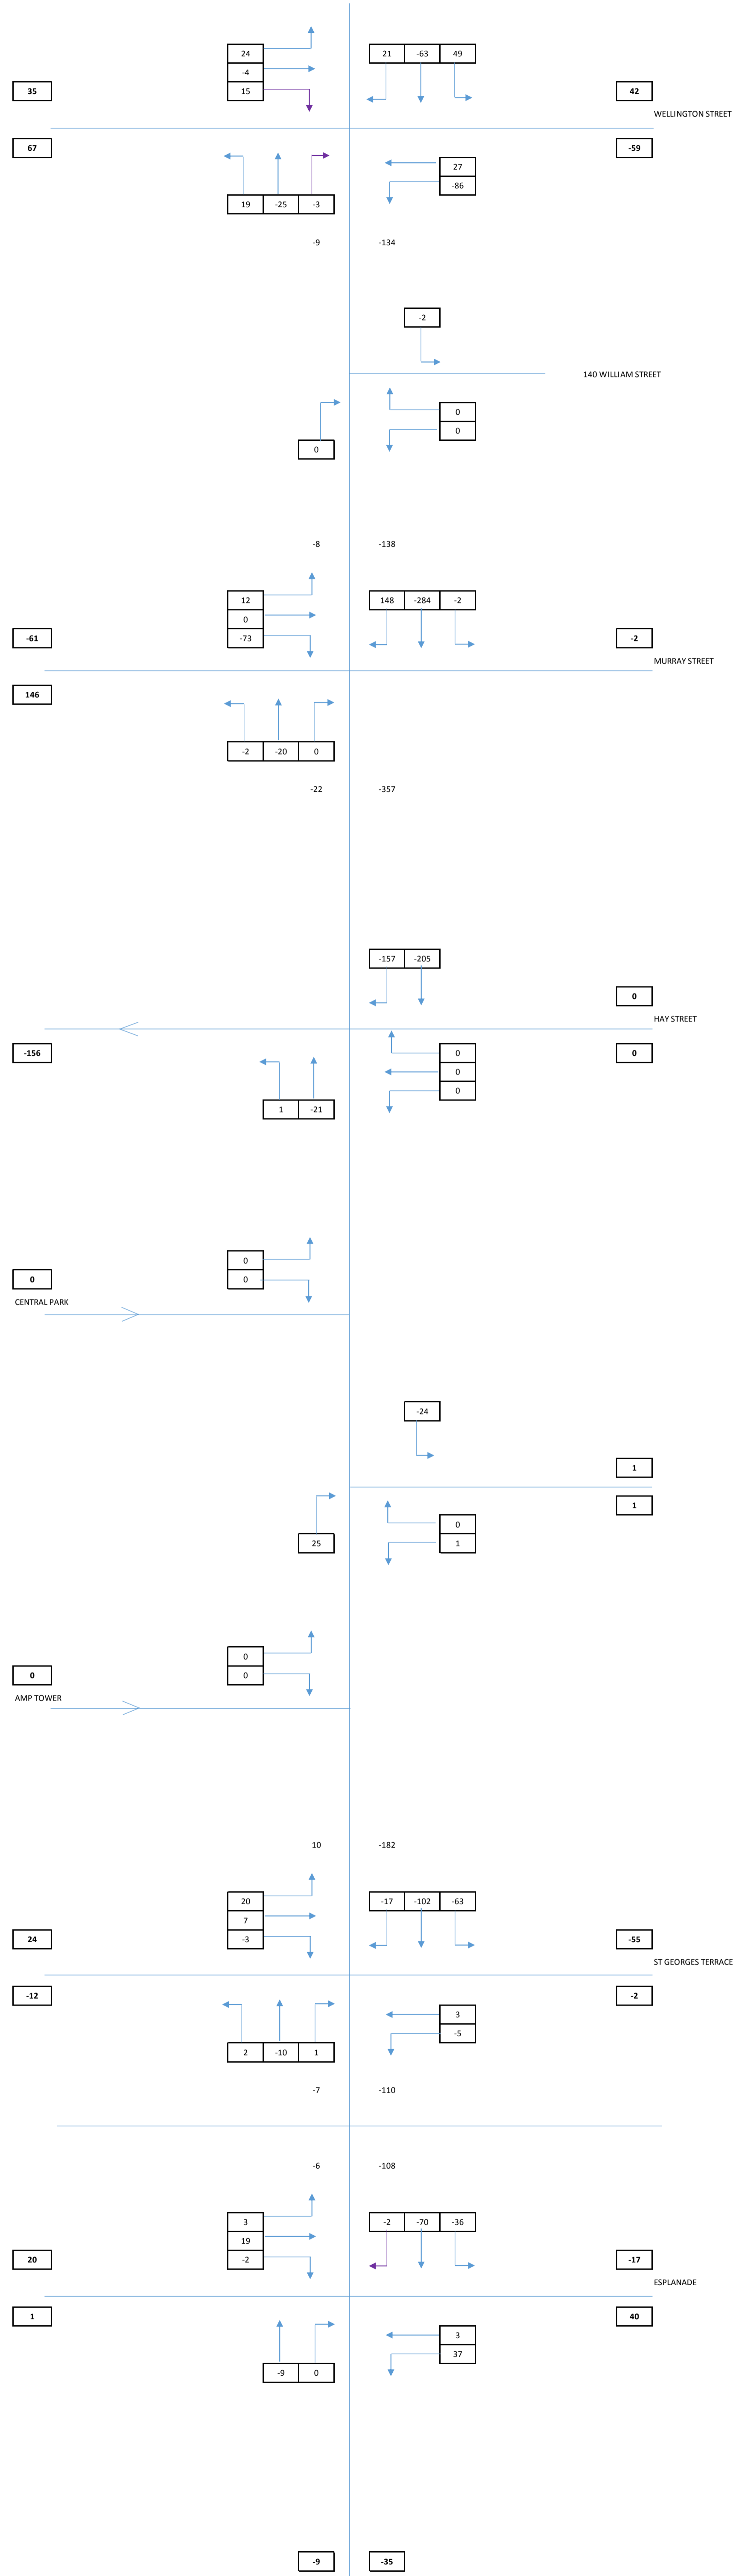 24 21 -63 49
-4
35 15 42
WELLINGTON STREET
67 -59
27
-86
19 -25 -3
-9 -134
-2
140 WILLIAM STREET
0
0
0
-8 -138
12 148 -284 -2
0
-61 -73 -2
MURRAY STREET
146
-2 -20 0
-22 -357
-157 -205
0
HAY STREET
-156 0 0
0
0
1 -21
0
0 0
CENTRAL PARK
-24
1
1
0
25 1
0
0 0
AMP TOWER
10 -182
20 -17 -102 -63
7
24 -3 -55
ST GEORGES TERRACE
-12 -2
3
-5
2 -10 1
-7 -110
-6 -108
3 -2 -70 -36
19
20 -2 -17
ESPLANADE
1 40
3
37
-9 0
-9 -35